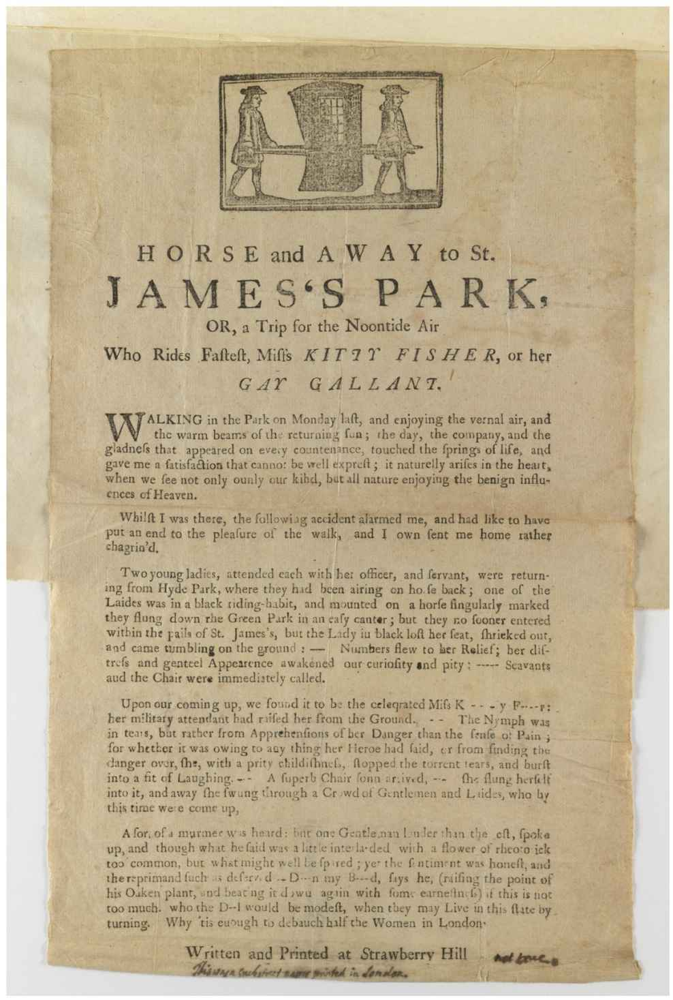 HORSE and AWAY to St.
JAMES‘S PARK,
OR, a Trip for the Noontide Air
Who Rides Faſteſt, Miſſs KITTY FISHER, or her
GAY GALLANT.
WALKING in the Park on Monday laſt, and enjoying the vernal air, and
the warm beams of the returning ſun; the day, the company, and the
gladneſs that appeared on every countenance, touched the ſprings of life, and
gave me a ſatisfaction that cannot be well expreſt; it naturelly ariſes in the heart,
when we ſee not only ounly our kihd, but all nature enjoying the benign influ-
ences of Heaven.
Whilſt I was there, the following accident alarmed me, and had like to have
put an end to the pleaſure of the walk, and I own ſent me home rather
chagrin'd.
Two young ladies, attended each with her officer, and ſervant, were return-
ing from Hyde Park, where they had been airing on horſe back; one of the
Laides was in a black riding-habit, and mounted on a horſe ſingularly marked
they flung down rhe Green Park in an eaſy canter; but they no ſooner entered
within the pails of St. James's, but the Lady iu black loſt her ſeat, ſhrieked out,
and came tumbling on the ground: — Numbers flew to her Relief; her diſ-
treſs and genteel Appearence awakened our curioſity and pity; ----- Scavants
aud the Chair were immediately called.
Upon our coming up, we found it to be the celeqrated Miſs K - - - y F----r:
her military attendant had raiſed her from the Ground. - - The Nymph was
in tears, but rather from Apprehenſions of her Danger than the ſenſe of Pain;
for whether it was owing to any thing her Heroe had ſaid, or from finding the
danger over, ſhe, with a prity childiſhneſs, ſtopped the torrent tears, and burſt
into a fit of Laughing. -- A ſuperb Chair ſonn arrived, -- ſhe flung herſelf
into it, and away ſhe ſwung through a Crowd of Gentlemen and Laides, who by
this time were come up,
A ſort of a murmer was heard: but one Gentleman louder than the reſt, ſpoke
up, and though what he ſaid was a little interlarded with a flower of rhcotorick
too common, but what might well be ſpared; yet the ſentiment was honeſt, and
the reprimand ſuch as deſerved -- D---n my B---d, ſays he, (raiſing the point of
his Oaken plant, and beating it dowu again with ſome earneſtneſs) if this is not
too much. who the D--l would be modeſt, when they may Live in this ſtate by
turning. Why 'tis euough to debauch half the Women in London.
Written and Printed at Strawberry Hill not true.
This was a Grubstreet paper printed in London.